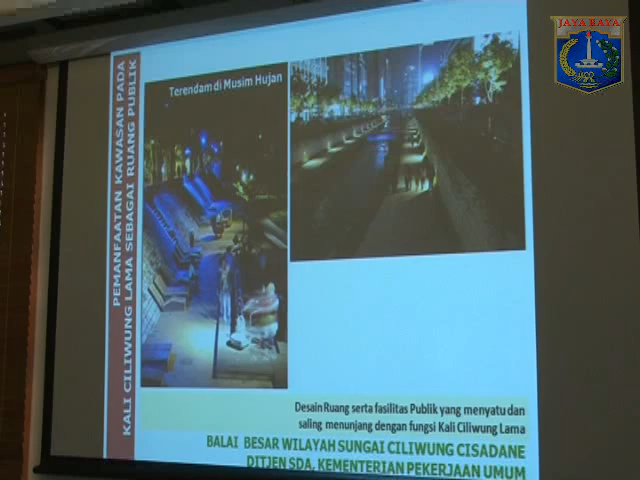 JAYA RAYA
PEMANFAATAN KAWASAN PADA
KALI CILIWUNG LAMA SEBAGAI RUANG PUBLIK
Terendam di Musim Hujan
Desain Ruang serta fasilitas Publik yang menyatu dan
saling menunjang dengan fungsi Kali Ciliwung Lama
BALAI BESAR WILAYAH SUNGAI CILIWUNG CISADANE
DITJEN SDA, KEMENTERIAN PEKERJAAN UMUM